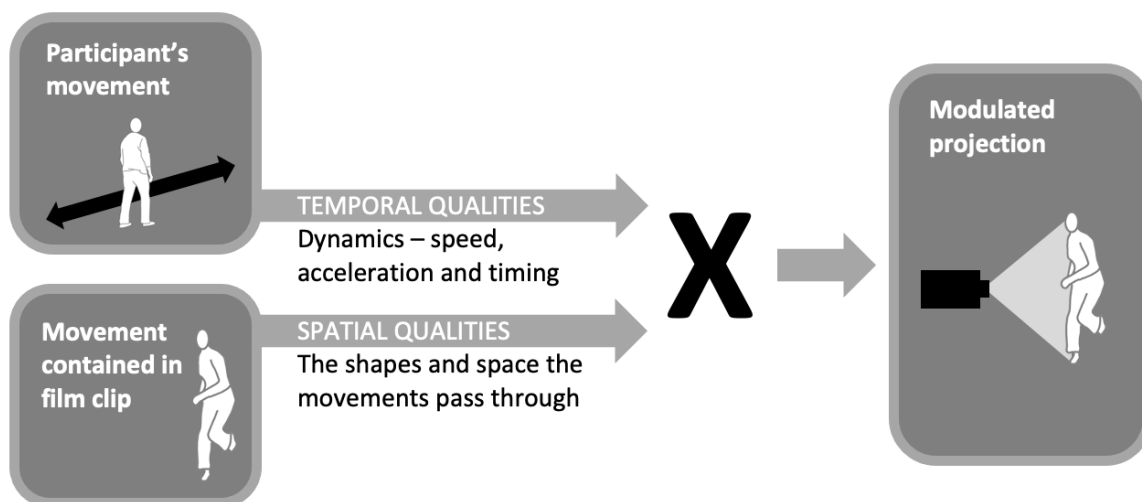 Participant's
movement
TEMPORAL QUALITIES
Dynamics – speed,
acceleration and timing
Movement
contained in
film clip
SPATIAL QUALITIES
The shapes and space the
movements pass through
X
Modulated
projection